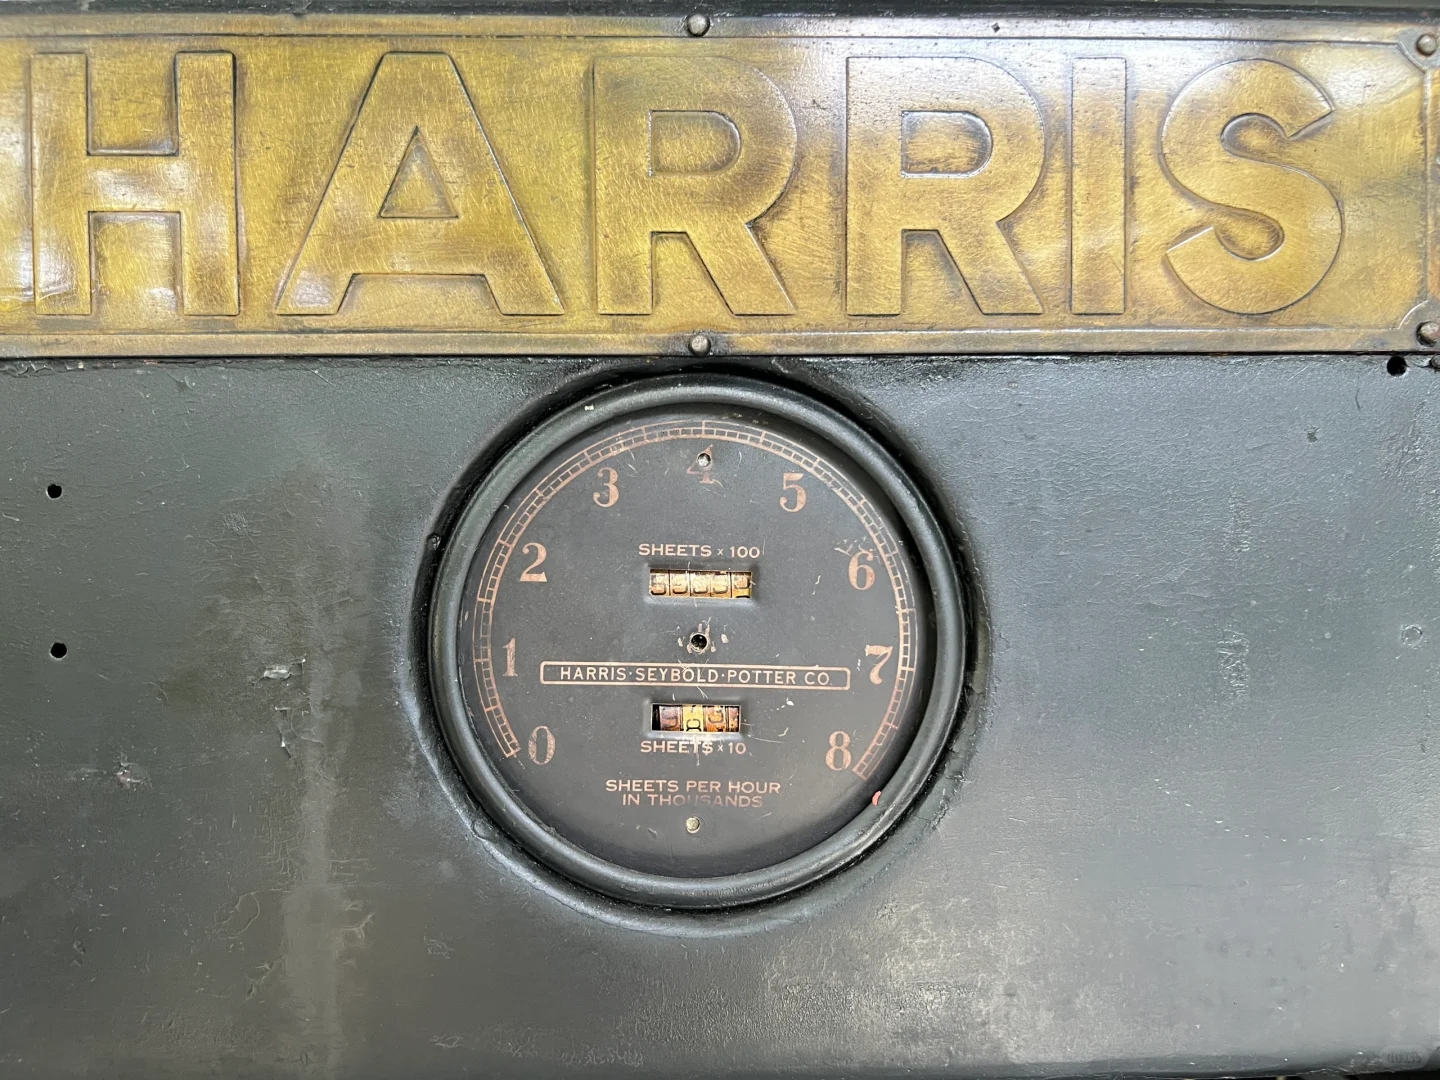 HARRIS
3 4 5
2 6
SHEETS × 100
1 7
HARRIS·SEYBOLD·POTTER CO.
0 8
SHEETS × 10
SHEETS PER HOUR
IN THOUSANDS